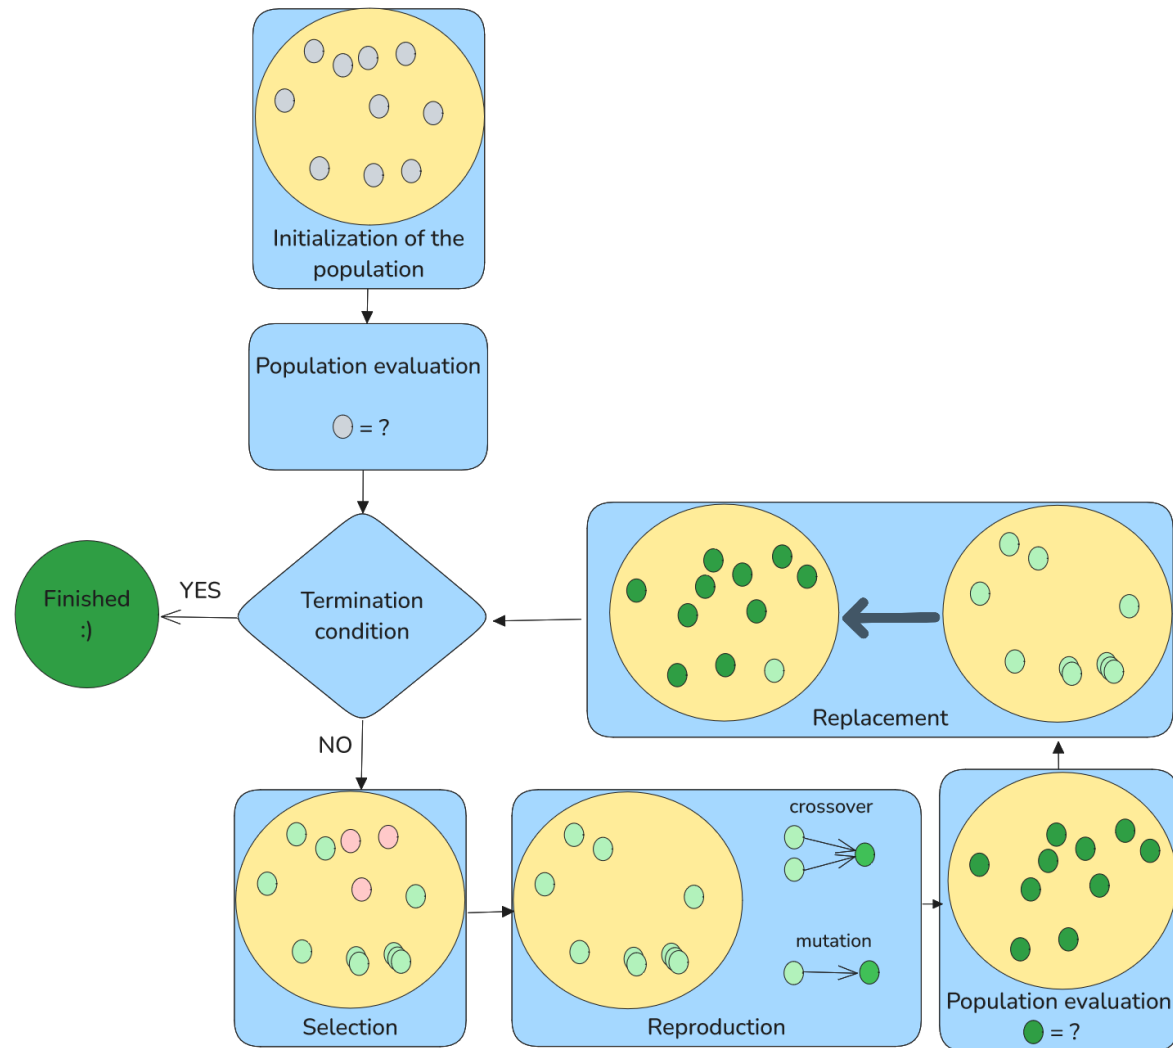 Initialization of the
population
Population evaluation
= ?
Termination
condition
YES
Finished
:)
NO
Replacement
Selection
Reproduction
crossover
mutation
Population evaluation
= ?